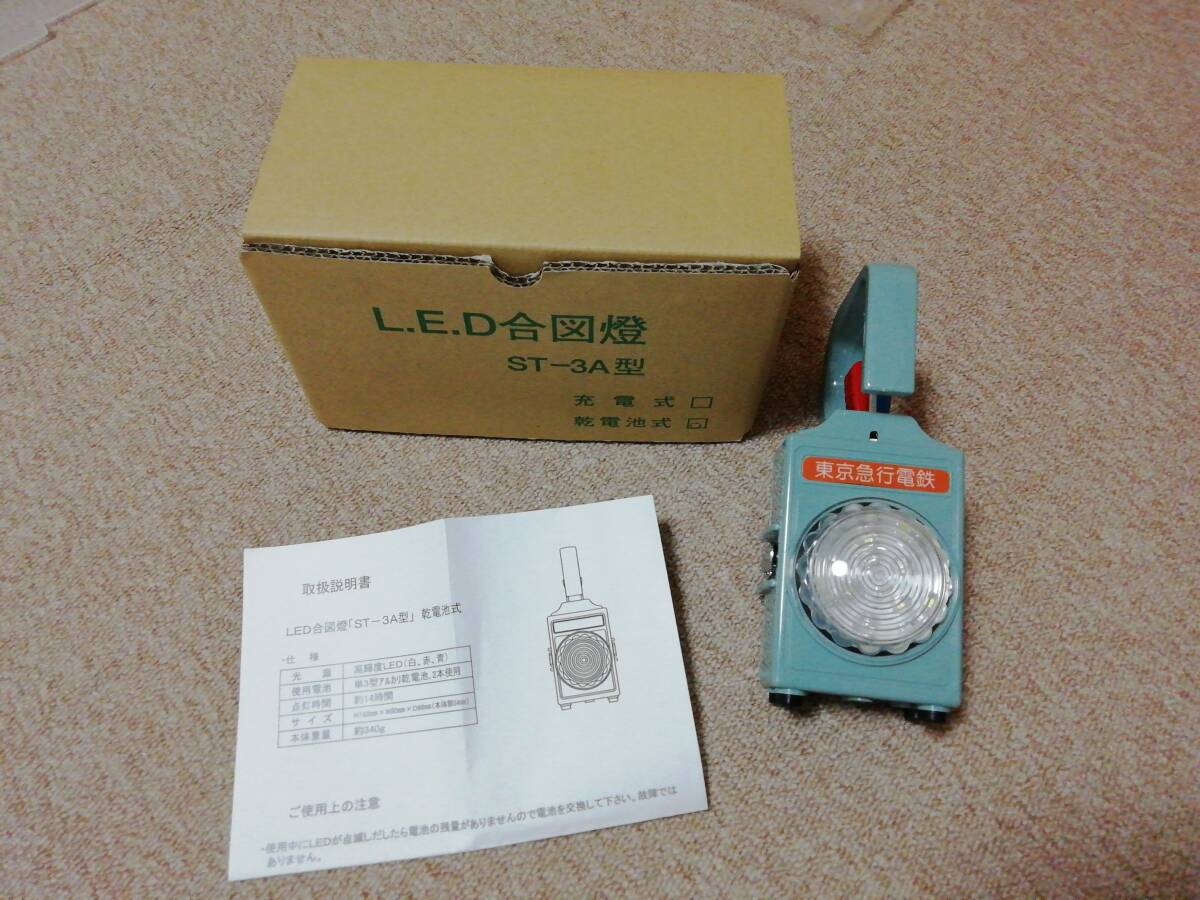 L.E.D合図燈
ST-3A型
充電式□
乾電池式☑
東京急行電鉄
取扱説明書
LED合図燈「ST-3A型」 乾電池式
・仕 様
光 源 高輝度LED(白、赤、青)
使用電池 単3型アルカリ乾電池、2本使用
点灯時間 約14時間
サイズ
本体重量 約340g
ご使用上の注意
・使用中にLEDが点滅しだしたら電池の残量がありませんので電池を交換して下さい。故障では
ありません。